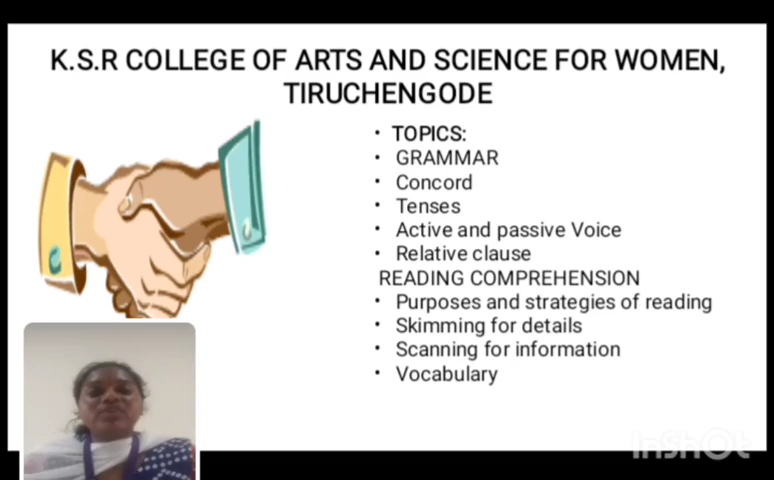 K.S.R COLLEGE OF ARTS AND SCIENCE FOR WOMEN,
TIRUCHENGODE
• TOPICS:
• GRAMMAR
• Concord
• Tenses
• Active and passive Voice
• Relative clause
READING COMPREHENSION
• Purposes and strategies of reading
• Skimming for details
• Scanning for information
• Vocabulary
InShOt